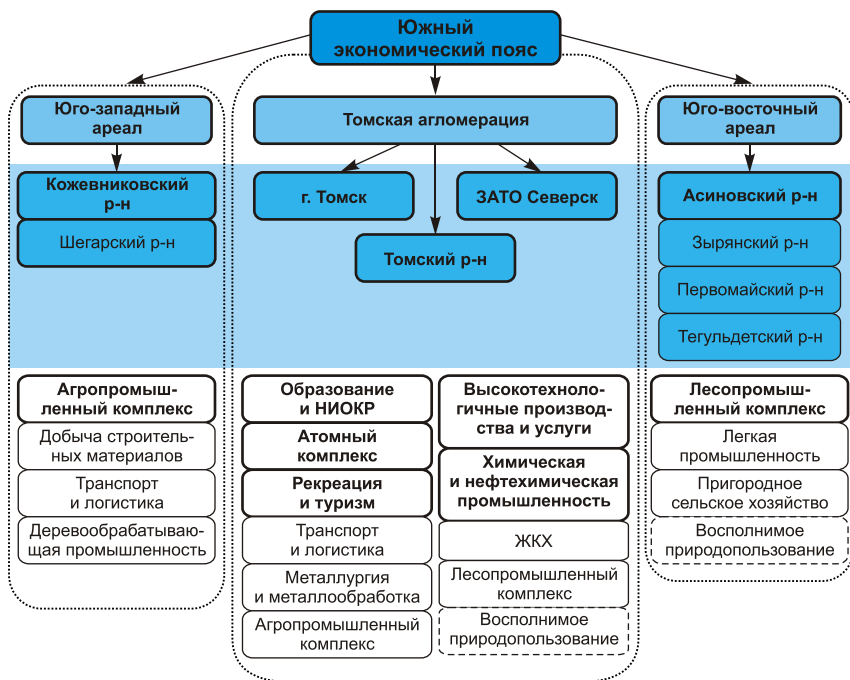 Южный
экономический пояс
Юго-западный
ареал
Томская агломерация
Юго-восточный
ареал
Кожевниковский
р-н
Шегарский р-н
г. Томск
ЗАТО Северск
Томский р-н
Асиновский р-н
Зырянский р-н
Первомайский р-н
Тегульдетский р-н
Агропромыш-
ленный комплекс
Добыча строитель-
ных материалов
Транспорт
и логистика
Деревообрабатываю-
щая промышленность
Образование
и НИОКР
Атомный
комплекс
Рекреация
и туризм
Транспорт
и логистика
Металлургия
и металлообработка
Агропромышленный
комплекс
Высокотехноло-
гичные производ-
ства и услуги
Химическая
и нефтехимическая
промышленность
ЖКХ
Лесопромышленный
комплекс
Восполнимое
природопользование
Лесопромыш-
ленный комплекс
Легкая
промышленность
Пригородное
сельское хозяйство
Восполнимое
природопользование